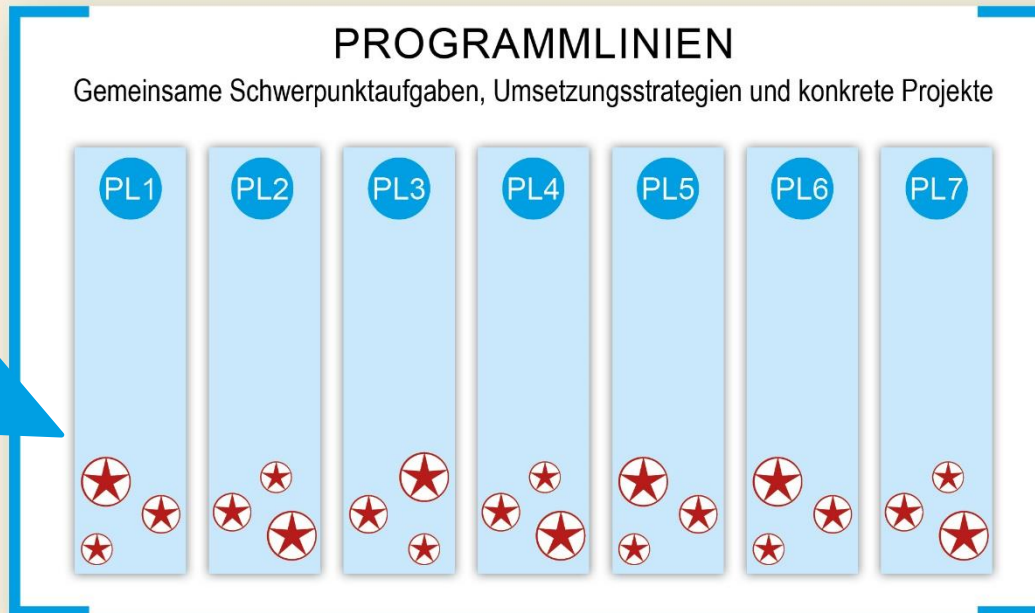 PROGRAMMLINIEN
Gemeinsame Schwerpunktaufgaben, Umsetzungsstrategien und konkrete Projekte
PL1 PL2 PL3 PL4 PL5 PL6 PL7